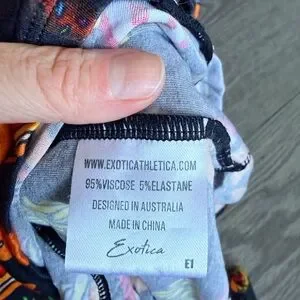 WWW.EXOTICATHLETICA.COM
95%VISCOSE 5%ELASTANE
DESIGNED IN AUSTRALIA
MADE IN CHINA
Exotica
E1